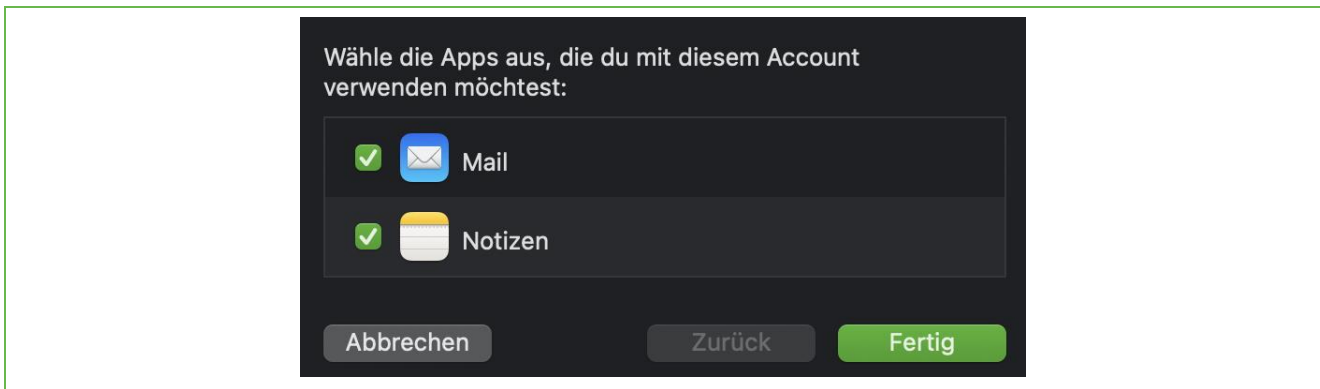 Wähle die Apps aus, die du mit diesem Account
verwenden möchtest:
Mail
Notizen
Abbrechen
Zurück
Fertig